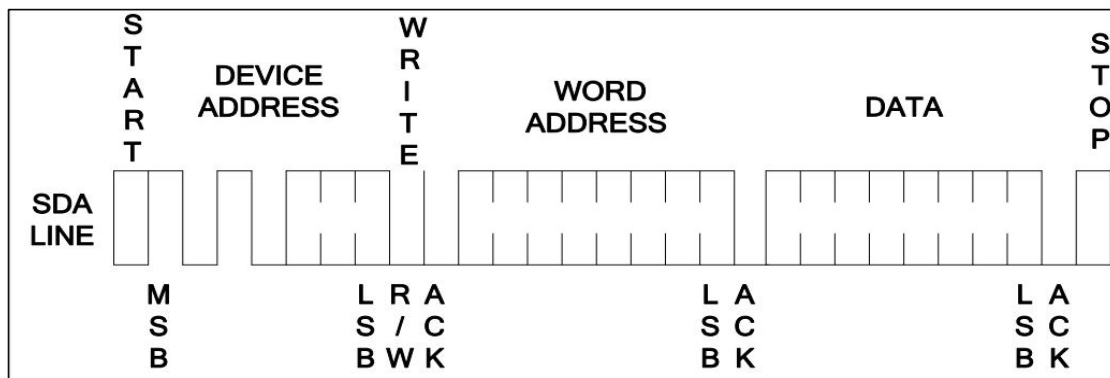 START
DEVICE
ADDRESS
WRITE
WORD
ADDRESS
DATA
STOP
SDA
LINE
MSB
LSB
R/W
ACK
LSB
ACK
LSB
ACK